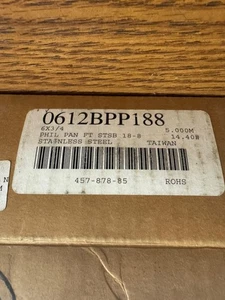 0612BPP188
6X3/4 5.000M
PHIL PAN FT STSB 18-8 14.40#
STAINLESS STEEL TAIWAN
457-878-85 ROHS
N
M